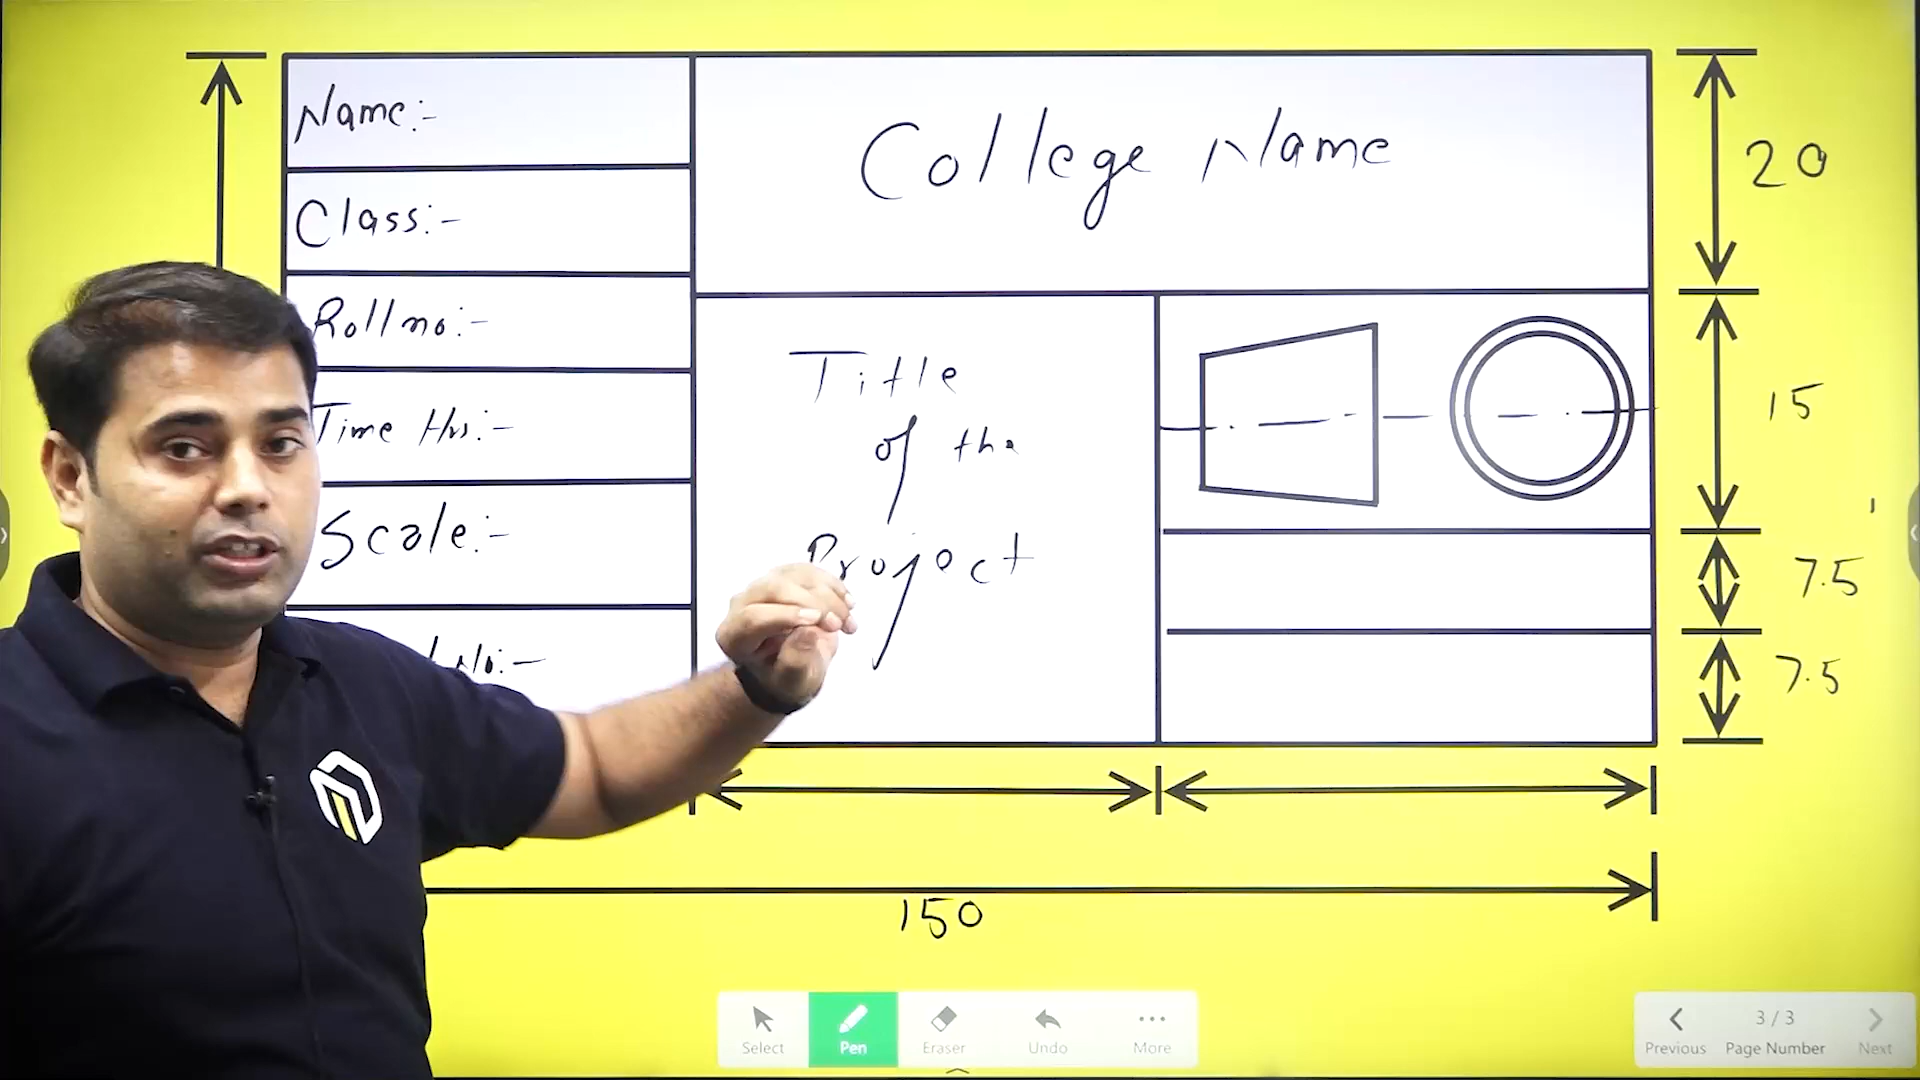 Name:-
College Name
20
Class:-
Roll no:-
Title
of the
Project
15
Time Hrs:-
Scale:-
7.5
No:-
7.5
150
Select
Pen
Eraser
Undo
More
3 / 3
Previous
Page Number
Next